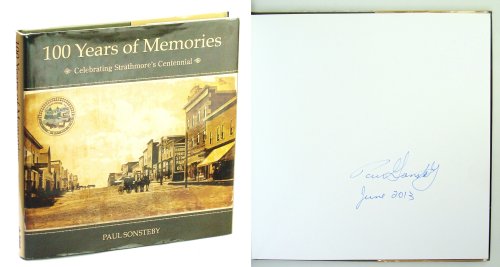 100 Years of Memories
Celebrating Strathmore's Centennial
PAUL SONSTEBY
Paul Sonsteby
June 2013